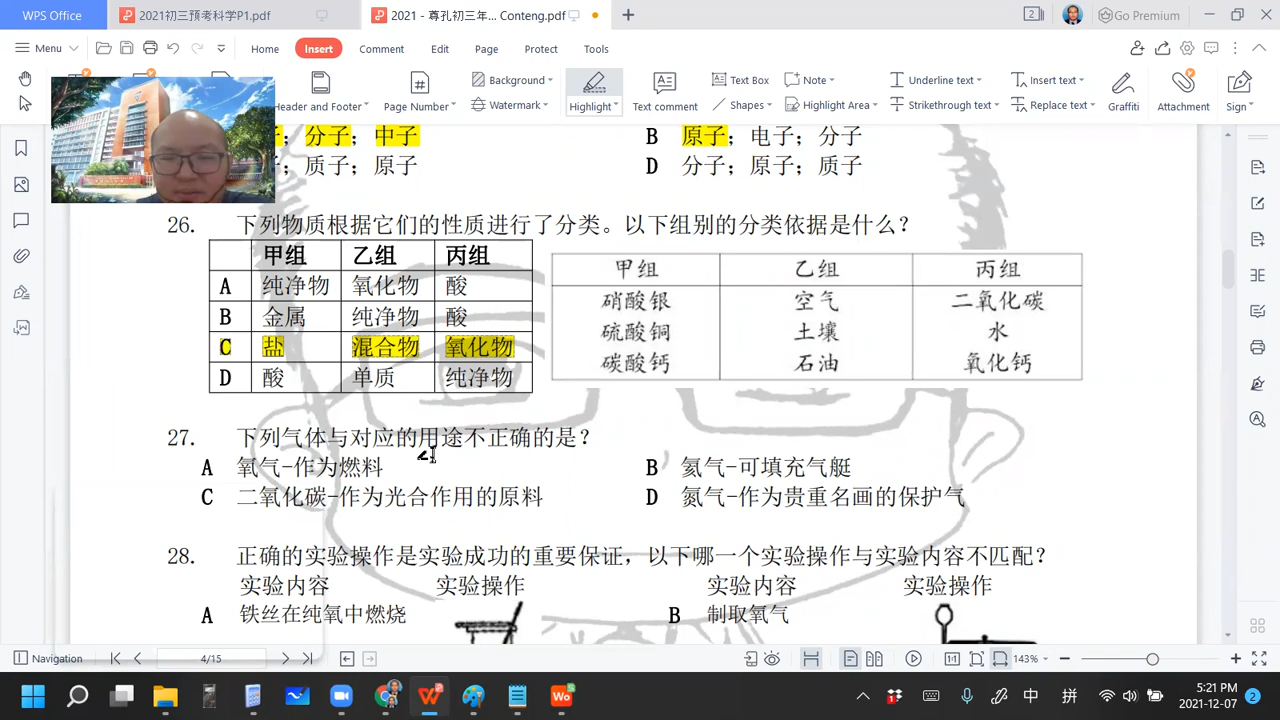 WPS Office
2021初三预考科学P1.pdf
2021 - 尊孔初三年... Conteng.pdf
2
Go Premium
Menu
Home
Insert
Comment
Edit
Page
Protect
Tools
Header and Footer
Page Number
Background
Watermark
Highlight
Text comment
Text Box
Shapes
Note
Highlight Area
Underline text
Strikethrough text
Insert text
Replace text
Graffiti
Attachment
Sign
子；分子；中子
B 原子；电子；分子
子；质子；原子
D 分子；原子；质子
26. 下列物质根据它们的性质进行了分类。以下组别的分类依据是什么？
甲组 乙组 丙组
A 纯净物 氧化物 酸
B 金属 纯净物 酸
C 盐 混合物 氧化物
D 酸 单质 纯净物
甲组 乙组 丙组
硝酸银 空气 二氧化碳
硫酸铜 土壤 水
碳酸钙 石油 氧化钙
27. 下列气体与对应的用途不正确的是？
A 氧气-作为燃料
B 氦气-可填充气艇
C 二氧化碳-作为光合作用的原料
D 氮气-作为贵重名画的保护气
28. 正确的实验操作是实验成功的重要保证，以下哪一个实验操作与实验内容不匹配？
实验内容 实验操作 实验内容 实验操作
A 铁丝在纯氧中燃烧
B 制取氧气
Navigation
4/15
143%
中
拼
5:21 PM
2021-12-07
2